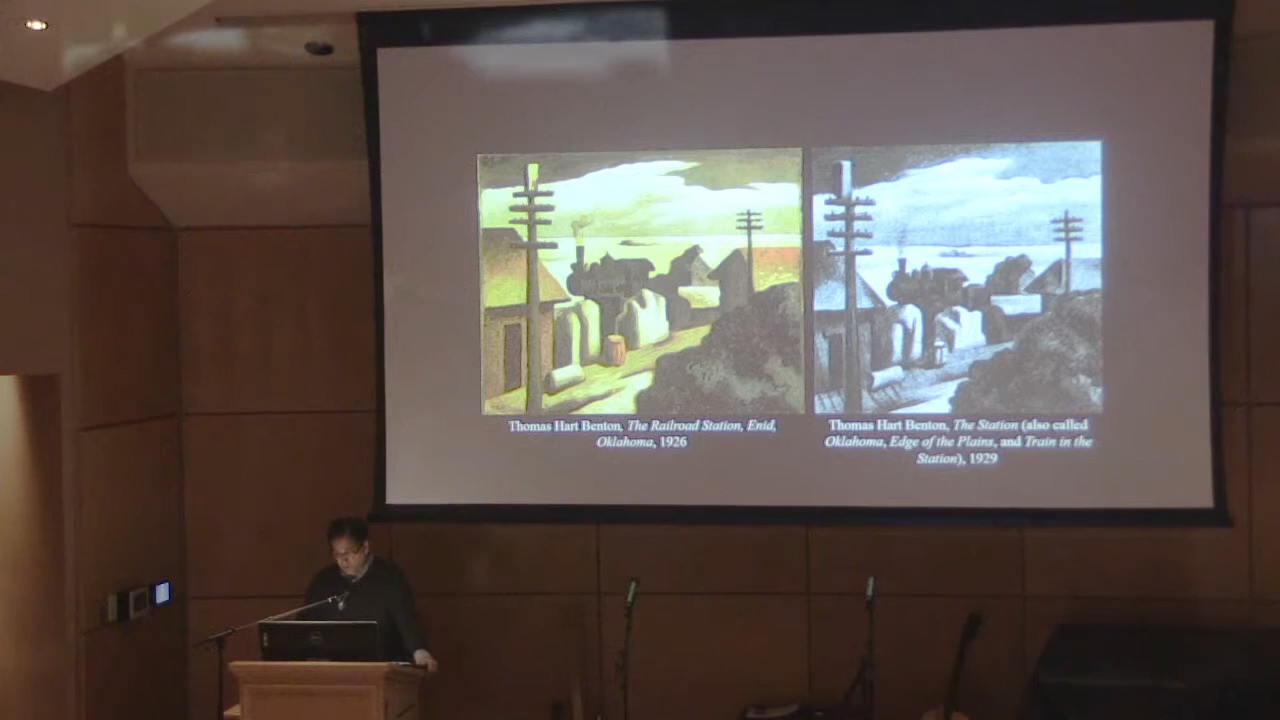 Thomas Hart Benton, The Railroad Station, Enid,
Oklahoma, 1926
Thomas Hart Benton, The Station (also called
Oklahoma, Edge of the Plains, and Train in the
Station), 1929